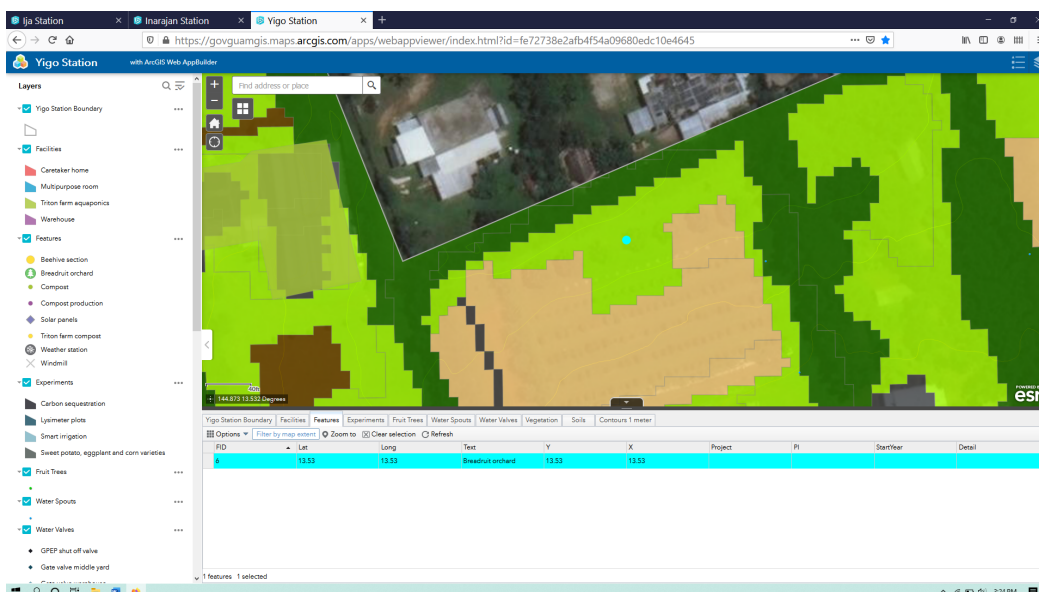 Ija Station
Inarajan Station
Yigo Station
https://govguamgis.maps.arcgis.com/apps/webappviewer/index.html?id=fe72738e2afb4f54a09680edc10e4645
Yigo Station with ArcGIS Web AppBuilder
Layers
Find address or place
Yigo Station Boundary
Facilities
Caretaker home
Multipurpose room
Triton farm aquaponics
Warehouse
Features
Beehive section
Breadruit orchard
Compost
Compost production
Solar panels
Triton farm compost
Weather station
Windmill
Experiments
Carbon sequestration
Lysimeter plots
Smart irrigation
Sweet potato, eggplant and corn varieties
Fruit Trees
Water Spouts
Water Valves
GPEP shut off valve
Gate valve middle yard
40ft
144.873 13.532 Degrees
POWERED
esr
Yigo Station Boundary Facilities Features Experiments Fruit Trees Water Spouts Water Valves Vegetation Soils Contours 1 meter
Options Filter by map extent Zoom to Clear selection Refresh
FID Lat Long Text Y X Project PI StartYear Detail
6 13.53 13.53 Breadruit orchard 13.53 13.53
1 features 1 selected
3:34 PM